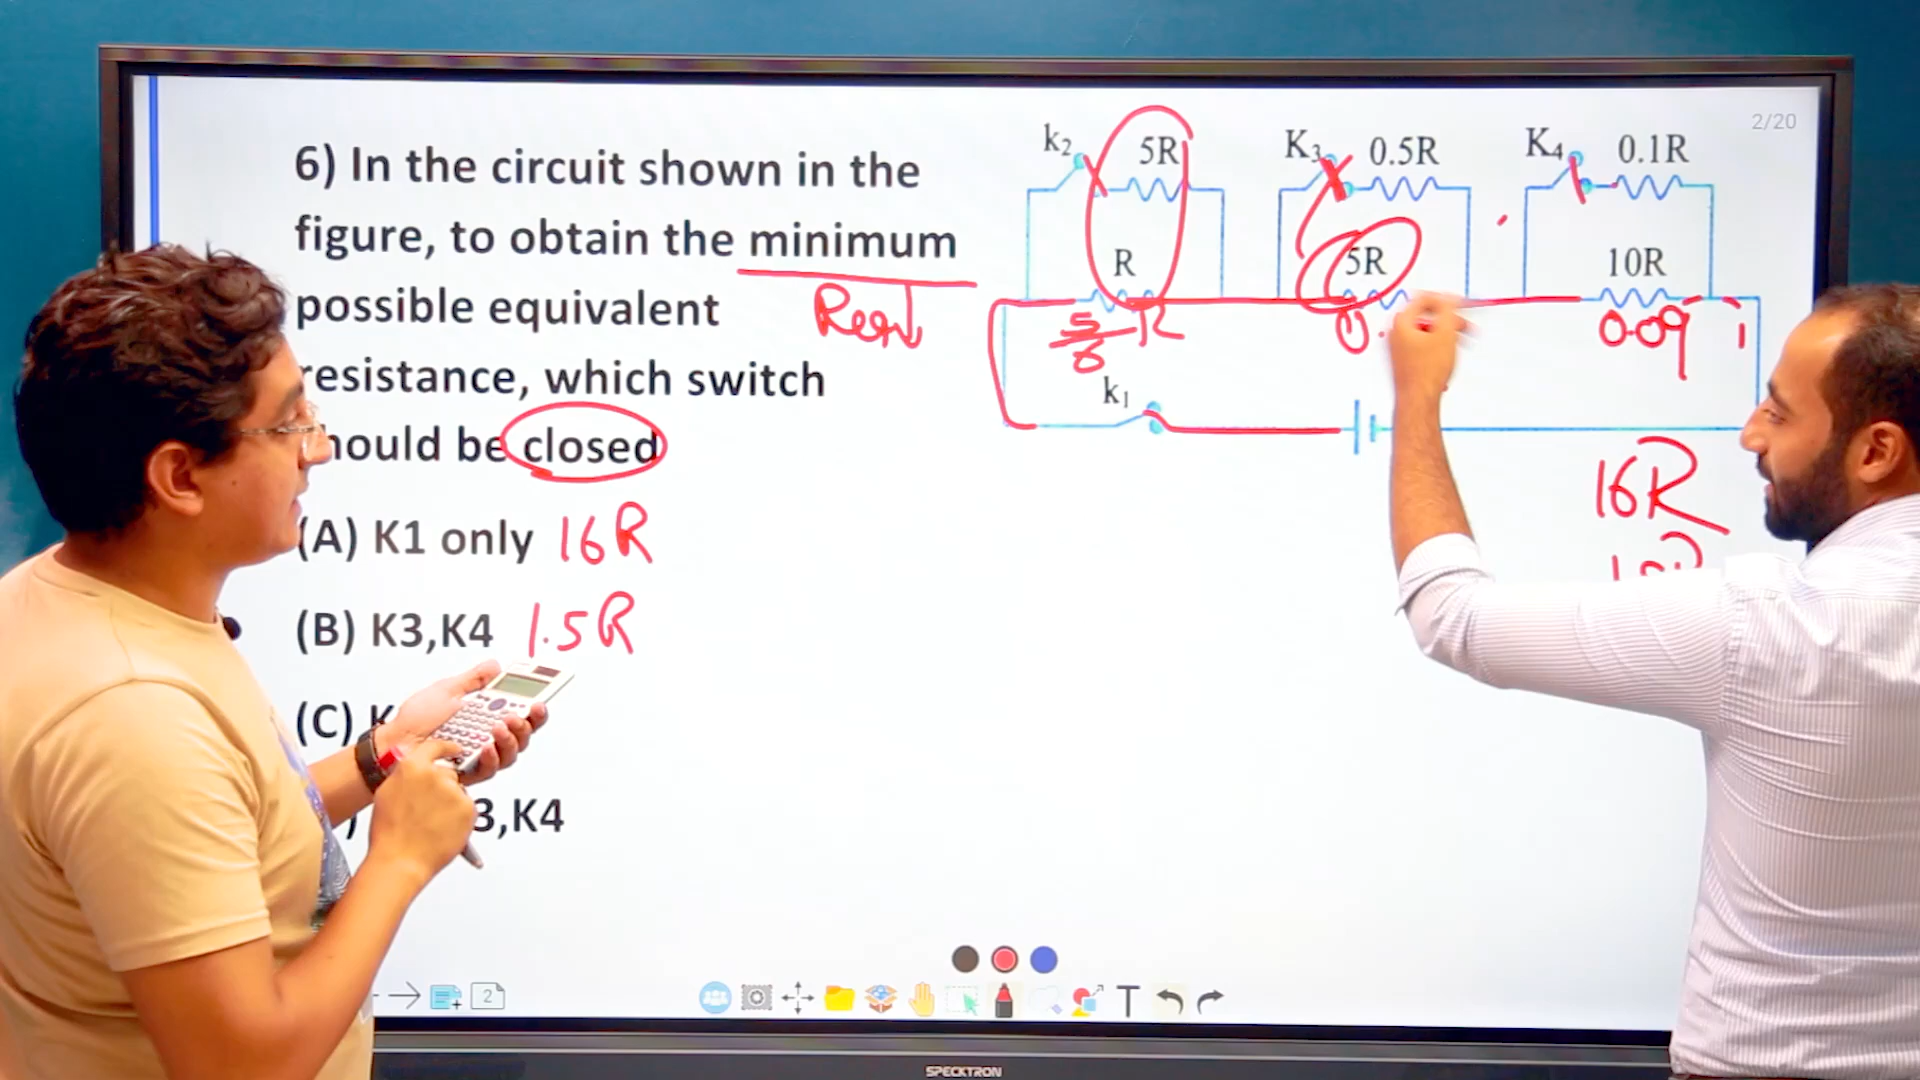 6) In the circuit shown in the
figure, to obtain the minimum
possible equivalent
resistance, which switch
should be closed
(A) K1 only 16R
(B) K3,K4 1.5R
(C) K
3,K4
k2 5R
R
5/6 R
K3 0.5R
5R
0.
K4 0.1R
10R
0.09
k1
16R
2/20
2
T
SPECKTRON